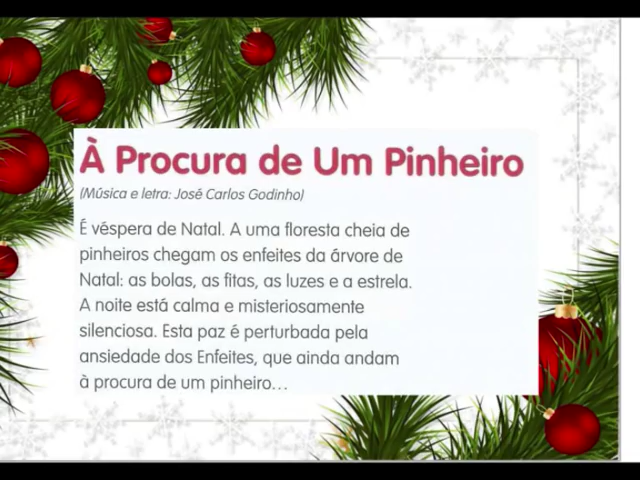 À Procura de Um Pinheiro
(Música e letra: José Carlos Godinho)
É véspera de Natal. A uma floresta cheia de
pinheiros chegam os enfeites da árvore de
Natal: as bolas, as fitas, as luzes e a estrela.
A noite está calma e misteriosamente
silenciosa. Esta paz é perturbada pela
ansiedade dos Enfeites, que ainda andam
à procura de um pinheiro...